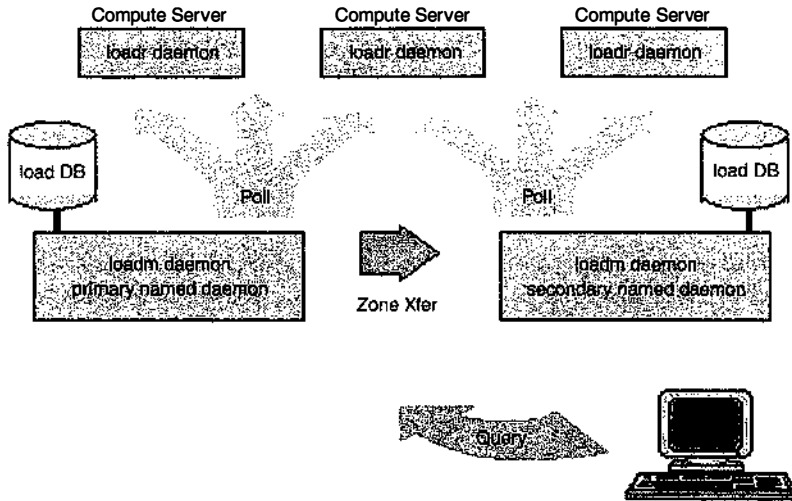 Compute Server
Compute Server
Compute Server
loadr daemon
loadr daemon
loadr daemon
load DB
load DB
Poll
Poll
loadm daemon
primary named daemon
Zone Xfer
loadm daemon
secondary named daemon
Query